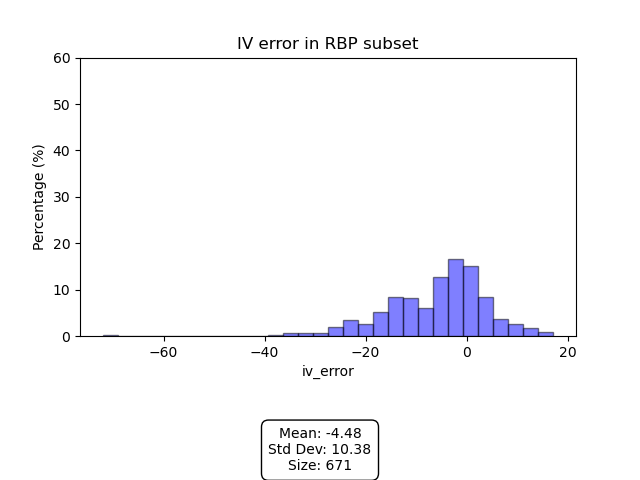 IV error in RBP subset
60
50
40
30
20
10
0
Percentage (%)
−60
−40
−20
0
20
iv_error
Mean: -4.48
Std Dev: 10.38
Size: 671